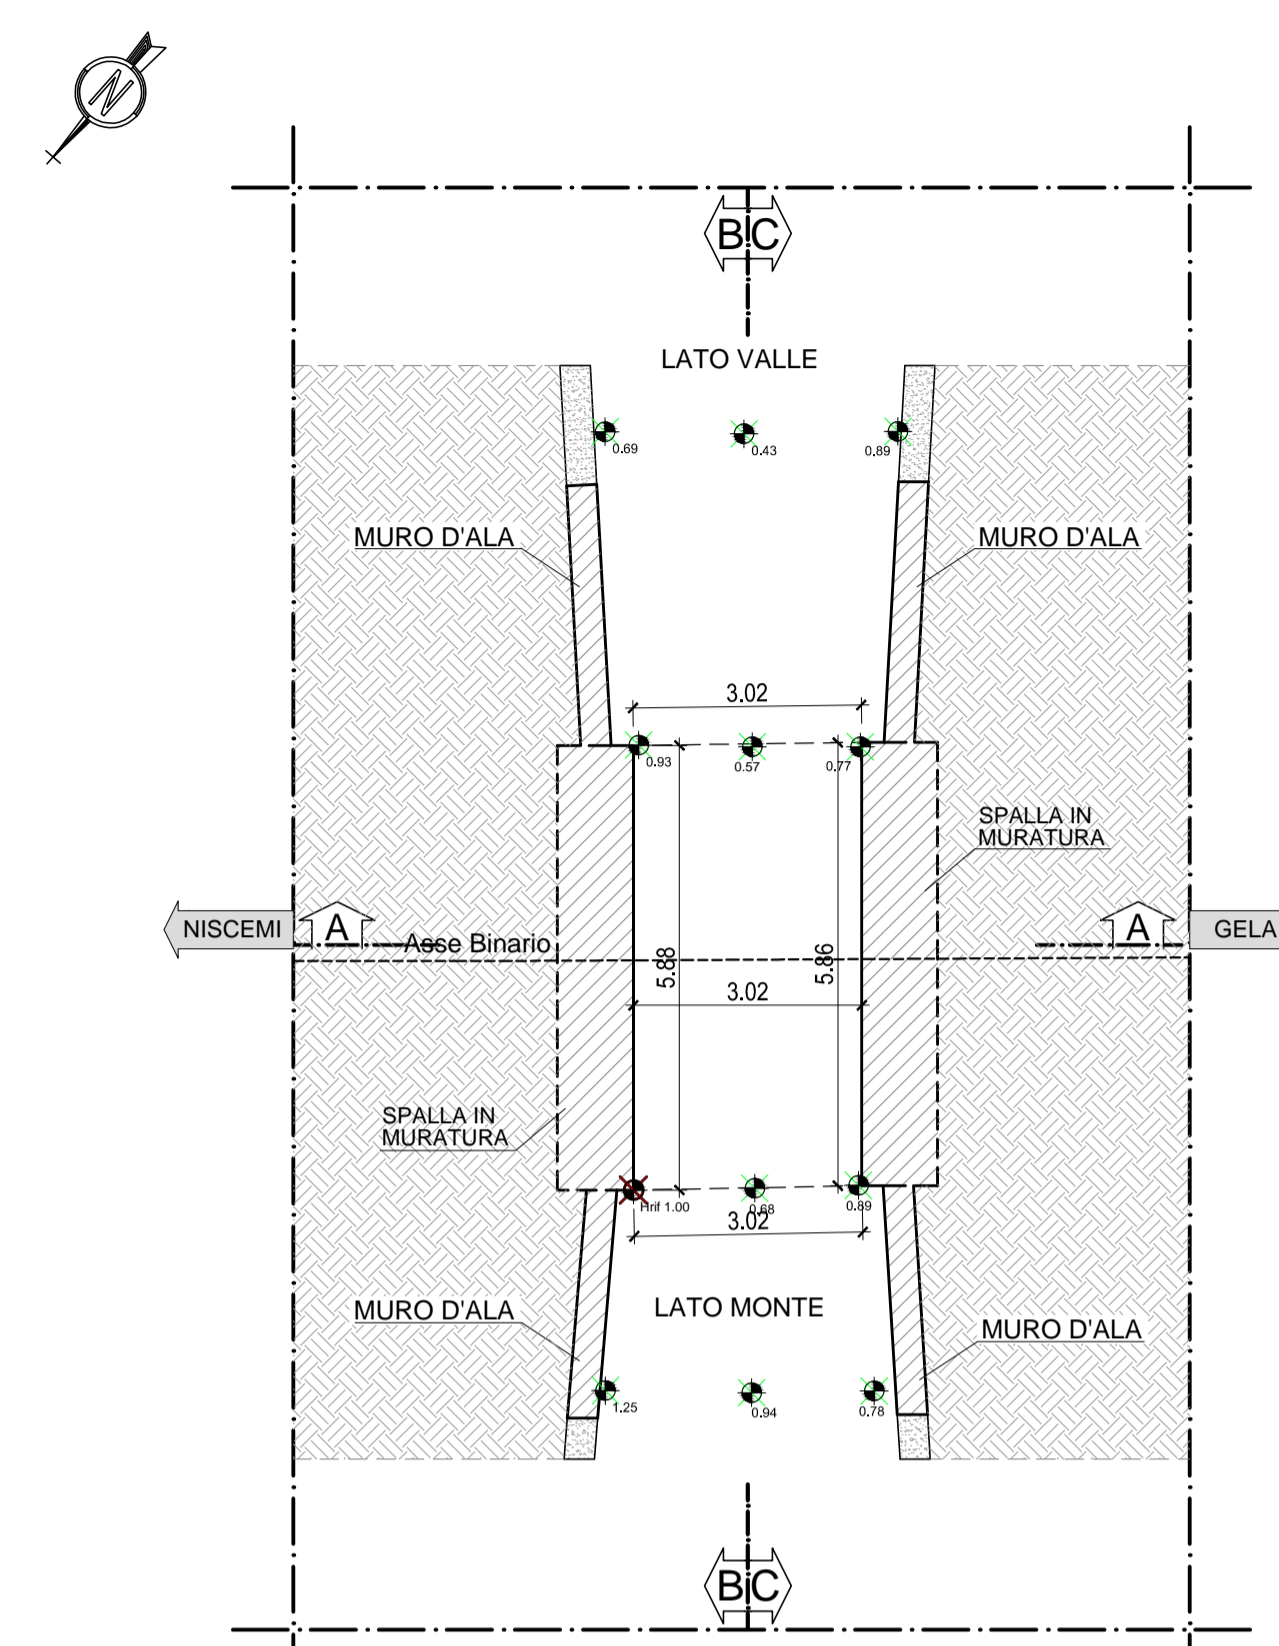 N
B C
LATO VALLE
0.69
0.43
0.89
MURO D'ALA
MURO D'ALA
3.02
0.93
0.57
0.77
SPALLA IN
MURATURA
NISCEMI
A
A
GELA
Asse Binario
5.88
5.86
3.02
SPALLA IN
MURATURA
Hrif 1.00
0.68
0.89
3.02
MURO D'ALA
LATO MONTE
MURO D'ALA
1.25
0.94
0.78
B C